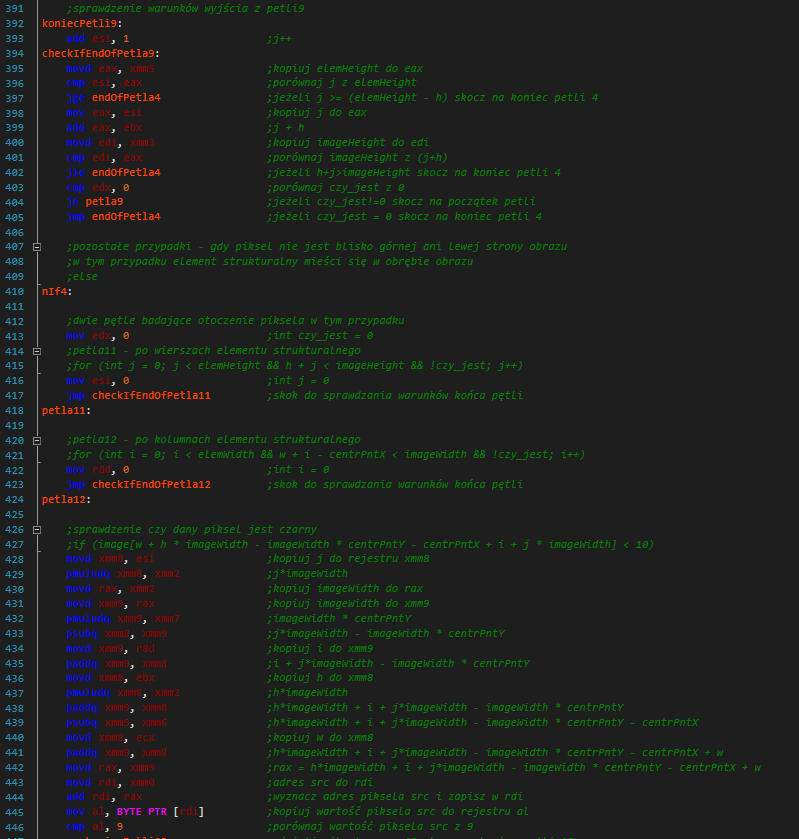 391 ;sprawdzenie warunków wyjścia z petli9
392 koniecPetli9:
393 add esi, 1 ;j++
394 checkIfEndOfPetla9:
395 movd eax, xmm5 ;kopiuj elemHeight do eax
396 cmp esi, eax ;porównaj j z elemHeight
397 jge endOfPetla4 ;jeżeli j >= (elemHeight - h) skocz na koniec petli 4
398 mov eax, esi ;kopiuj j do eax
399 add eax, ebx ;j + h
400 movd edi, xmm3 ;kopiuj imageHeight do edi
401 cmp edi, eax ;porównaj imageHeight z (j+h)
402 jle endOfPetla4 ;jeżeli h+j>imageHeight skocz na koniec petli 4
403 cmp edx, 0 ;porównaj czy_jest z 0
404 petla9 ;jeżeli czy_jest!=0 skocz na początek petli
405 jmp endOfPetla4 ;jeżeli czy_jest = 0 skocz na koniec petli 4
406
407 ;pozostałe przypadki - gdy piksel nie jest blisko górnej ani lewej strony obrazu
408 ;w tym przypadku element strukturalny mieści się w obrębie obrazu
409 ;else
410 nIf4:
411
412 ;dwie pętle badające otoczenie piksela w tym przypadku
413 mov edx, 0 ;int czy_jest = 0
414 ;petla11 - po wierszach elementu strukturalnego
415 ;for (int j = 0; j < elemHeight && h + j < imageHeight && !czy_jest; j++)
416 mov esi, 0 ;int j = 0
417 jmp checkIfEndOfPetla11 ;skok do sprawdzania warunków końca pętli
418 petla11:
419
420 ;petla12 - po kolumnach elementu strukturalnego
421 ;for (int i = 0; i < elemWidth && w + i - centrPntX < imageWidth && !czy_jest; i++)
422 mov r8d, 0 ;int i = 0
423 jmp checkIfEndOfPetla12 ;skok do sprawdzania warunków końca pętli
424 petla12:
425
426 ;sprawdzenie czy dany piksel jest czarny
427 ;if (image[w + h * imageWidth - imageWidth * centrPntY - centrPntX + i + j * imageWidth] < 10)
428 movd xmm8, esi ;kopiuj j do rejestru xmm8
429 pmuludq xmm8, xmm2 ;j*imageWidth
430 movd rax, xmm2 ;kopiuj imageWidth do rax
431 movd xmm9, rax ;kopiuj imageWidth do xmm9
432 pmuludq xmm9, xmm7 ;imageWidth * centrPntY
433 psubq xmm8, xmm9 ;j*imageWidth - imageWidth * centrPntY
434 movd xmm9, r8d ;kopiuj i do xmm9
435 paddq xmm9, xmm8 ;i + j*imageWidth - imageWidth * centrPntY
436 movd xmm8, ebx ;kopiuj h do xmm8
437 pmuludq xmm8, xmm2 ;h*imageWidth
438 paddq xmm9, xmm8 ;h*imageWidth + i + j*imageWidth - imageWidth * centrPntY
439 psubq xmm9, xmm6 ;h*imageWidth + i + j*imageWidth - imageWidth * centrPntY - centrPntX
440 movd xmm8, ecx ;kopiuj w do xmm8
441 paddq xmm9, xmm8 ;h*imageWidth + i + j*imageWidth - imageWidth * centrPntY - centrPntX + w
442 movd rax, xmm9 ;rax = h*imageWidth + i + j*imageWidth - imageWidth * centrPntY - centrPntX + w
443 movd rdi, xmm0 ;adres src do rdi
444 add rdi, rax ;wyznacz adres piksela src i zapisz w rdi
445 mov al, BYTE PTR [rdi] ;kopiuj wartość piksela src do rejestru al
446 cmp al, 9 ;porównaj wartość piksela src z 9